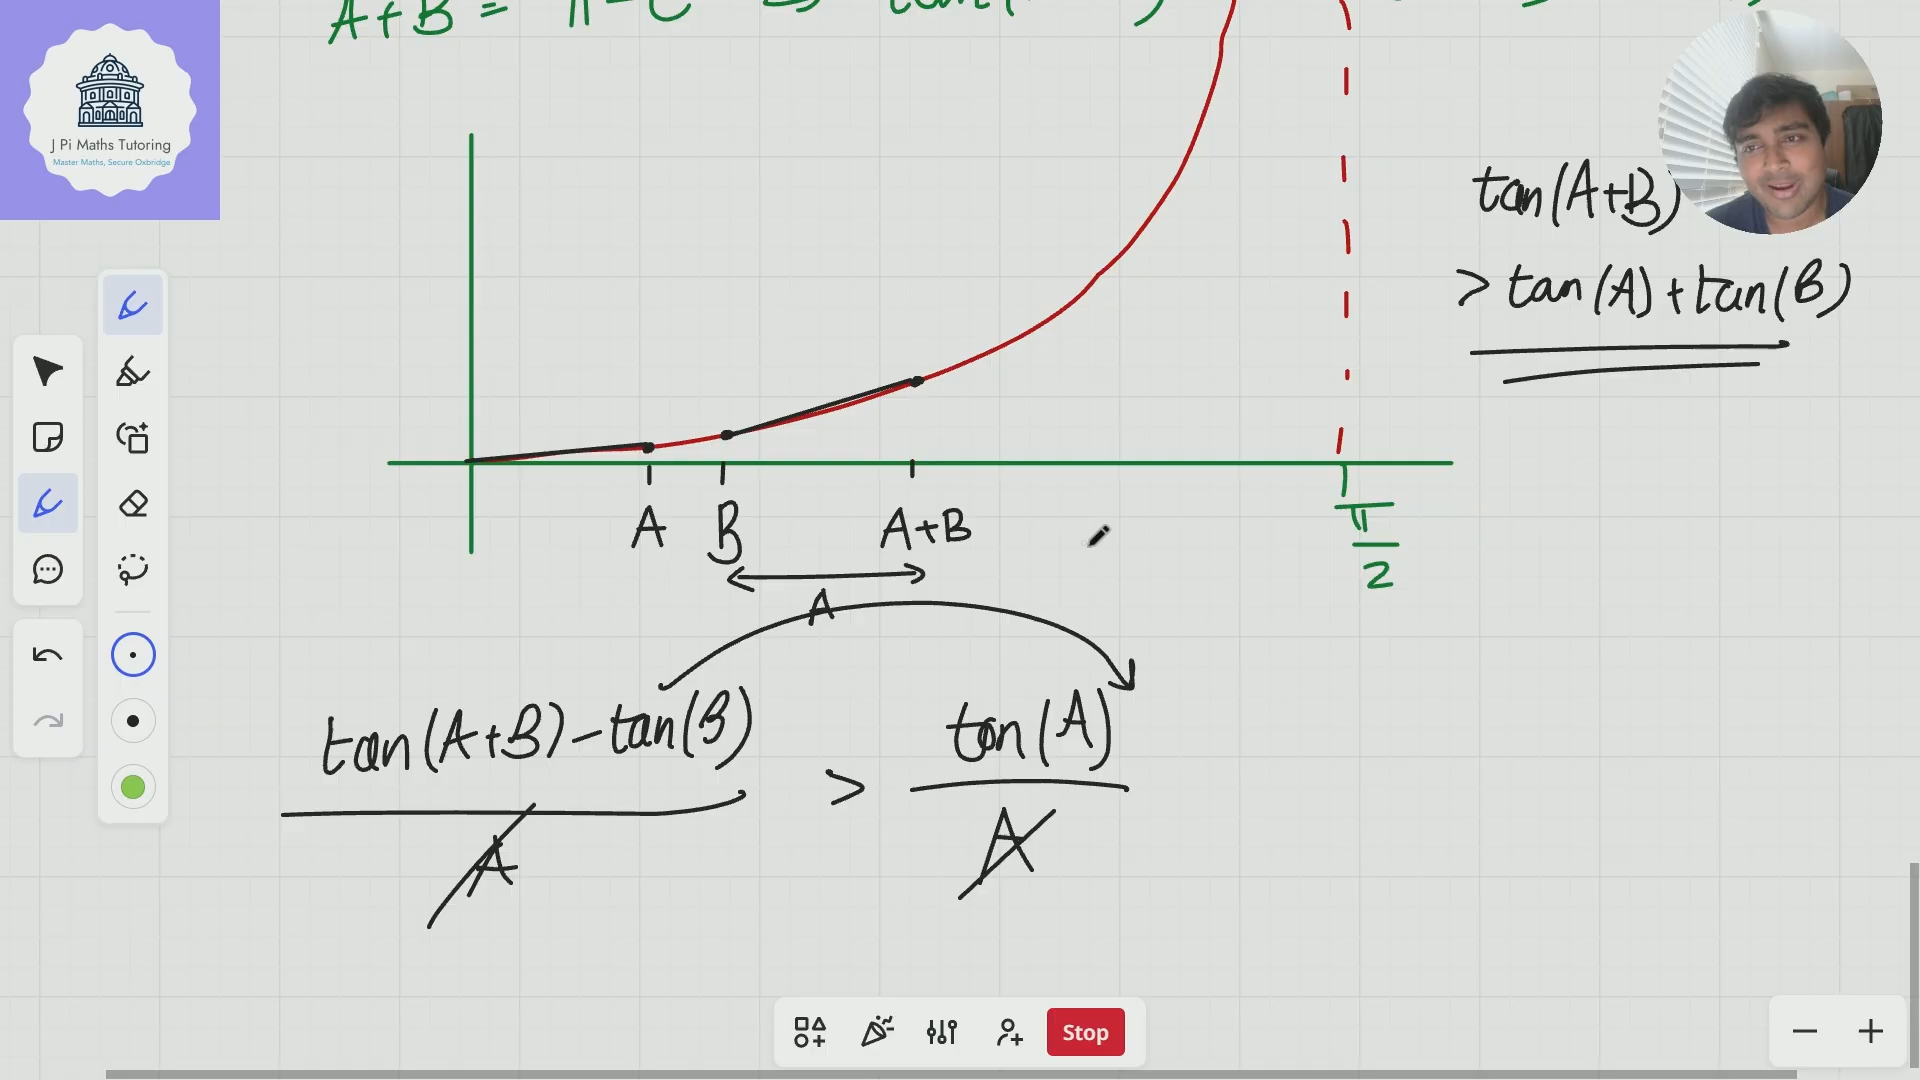 A+B = π-C
J Pi Maths Tutoring
Master Maths, Secure Oxbridge
tan(A+B)
> tan(A)+tan(B)
A B A+B
π/2
A
tan(A+B)-tan(B) > tan(A)
A A
Stop